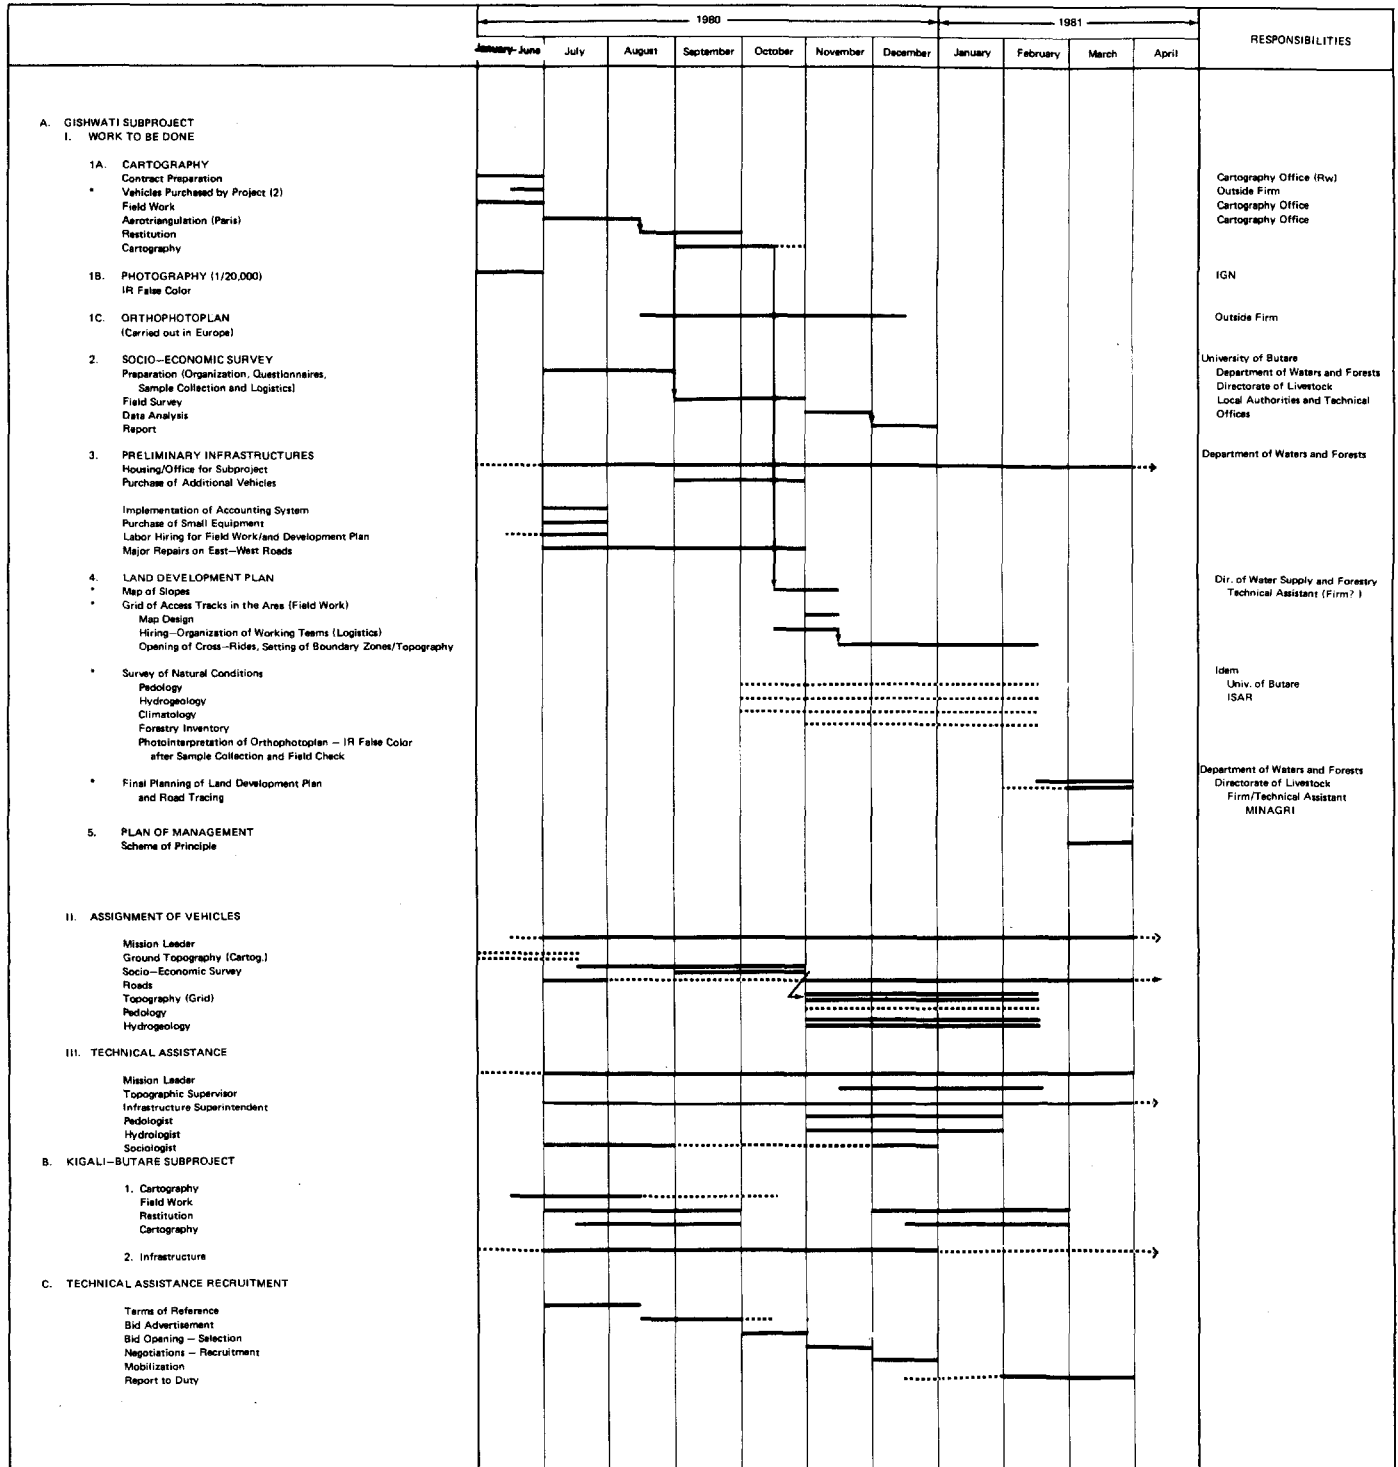 1980
1981
RESPONSIBILITIES
January-June July August September October November December January February March April
A. GISHWATI SUBPROJECT
I. WORK TO BE DONE
1A. CARTOGRAPHY
Contract Preparation Cartography Office (Rw)
* Vehicles Purchased by Project (2) Outside Firm
Field Work Cartography Office
Aerotriangulation (Paris) Cartography Office
Restitution
Cartography
1B. PHOTOGRAPHY (1/20,000) IGN
IR False Color
1C. ORTHOPHOTOPLAN Outside Firm
(Carried out in Europe)
2. SOCIO-ECONOMIC SURVEY University of Butare
Preparation (Organization, Questionnaires, Department of Waters and Forests
Sample Collection and Logistics) Directorate of Livestock
Field Survey Local Authorities and Technical
Data Analysis Offices
Report
3. PRELIMINARY INFRASTRUCTURES Department of Waters and Forests
Housing/Office for Subproject
Purchase of Additional Vehicles
Implementation of Accounting System
Purchase of Small Equipment
Labor Hiring for Field Work/and Development Plan
Major Repairs on East-West Roads
4. LAND DEVELOPMENT PLAN Dir. of Water Supply and Forestry
* Map of Slopes Technical Assistant (Firm? )
* Grid of Access Tracks in the Area (Field Work)
Map Design
Hiring-Organization of Working Teams (Logistics)
Opening of Cross-Rides, Setting of Boundary Zones/Topography
* Survey of Natural Conditions Idem
Pedology Univ. of Butare
Hydrogeology ISAR
Climatology
Forestry Inventory
Photointerpretation of Orthophotoplan — IR False Color
after Sample Collection and Field Check
Department of Waters and Forests
* Final Planning of Land Development Plan Directorate of Livestock
and Road Tracing Firm/Technical Assistant
MINAGRI
5. PLAN OF MANAGEMENT
Scheme of Principle
II. ASSIGNMENT OF VEHICLES
Mission Leader
Ground Topography (Cartog.)
Socio-Economic Survey
Roads
Topography (Grid)
Pedology
Hydrogeology
III. TECHNICAL ASSISTANCE
Mission Leader
Topographic Supervisor
Infrastructure Superintendent
Pedologist
Hydrologist
Sociologist
B. KIGALI-BUTARE SUBPROJECT
1. Cartography
Field Work
Restitution
Cartography
2. Infrastructure
C. TECHNICAL ASSISTANCE RECRUITMENT
Terms of Reference
Bid Advertisement
Bid Opening — Selection
Negotiations — Recruitment
Mobilization
Report to Duty